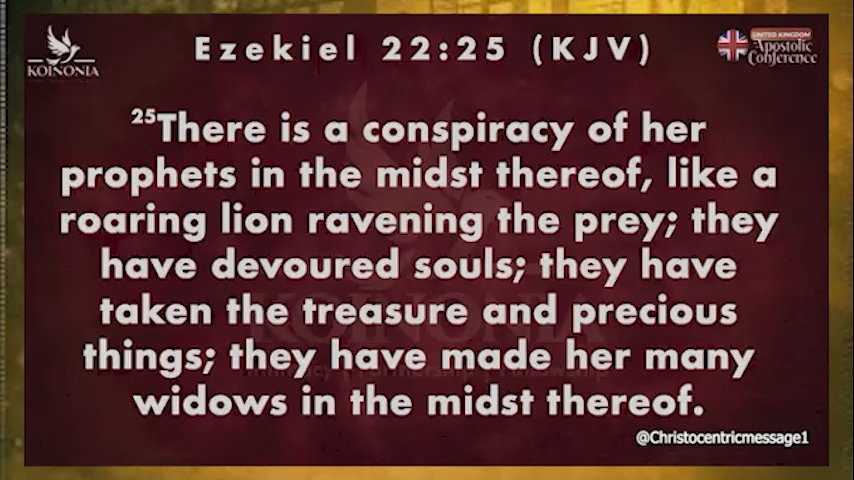 KOINONIA
Ezekiel 22:25 (KJV)
UNITED KINGDOM
Apostolic
Conference
25There is a conspiracy of her
prophets in the midst thereof, like a
roaring lion ravening the prey; they
have devoured souls; they have
taken the treasure and precious
things; they have made her many
widows in the midst thereof.
KOINONIA
@Christocentricmessage1